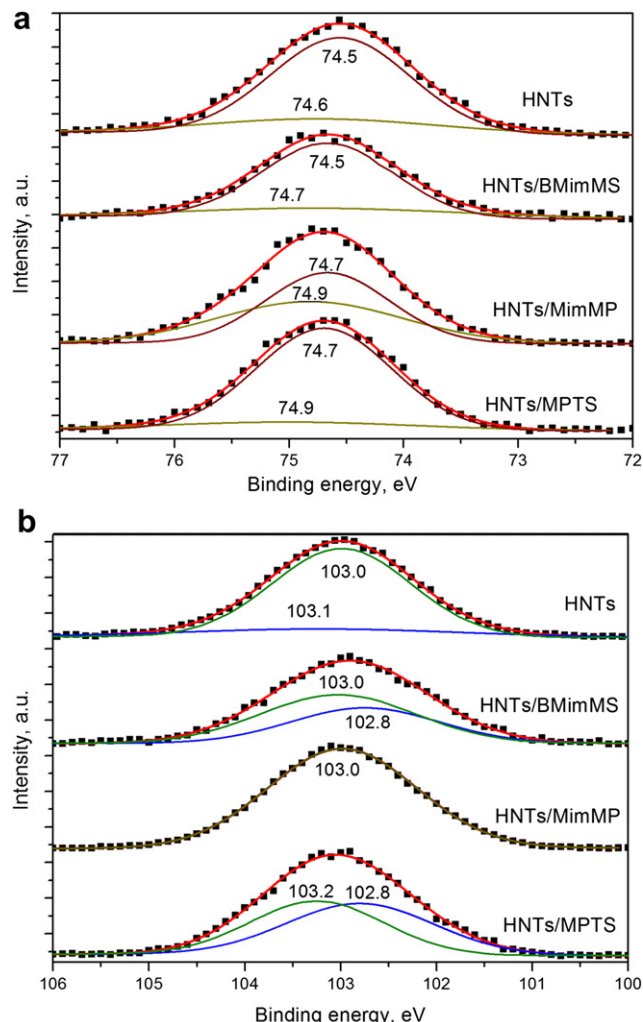 a
74.5
HNTs
74.6
74.5
HNTs/BMimMS
74.7
74.7
74.9
HNTs/MimMP
74.7
HNTs/MPTS
74.9
Intensity, a.u.
77 76 75 74 73 72
Binding energy, eV
b
103.0
HNTs
103.1
103.0
HNTs/BMimMS
102.8
103.0
HNTs/MimMP
103.2 102.8
HNTs/MPTS
Intensity, a.u.
106 105 104 103 102 101 100
Binding energy, eV